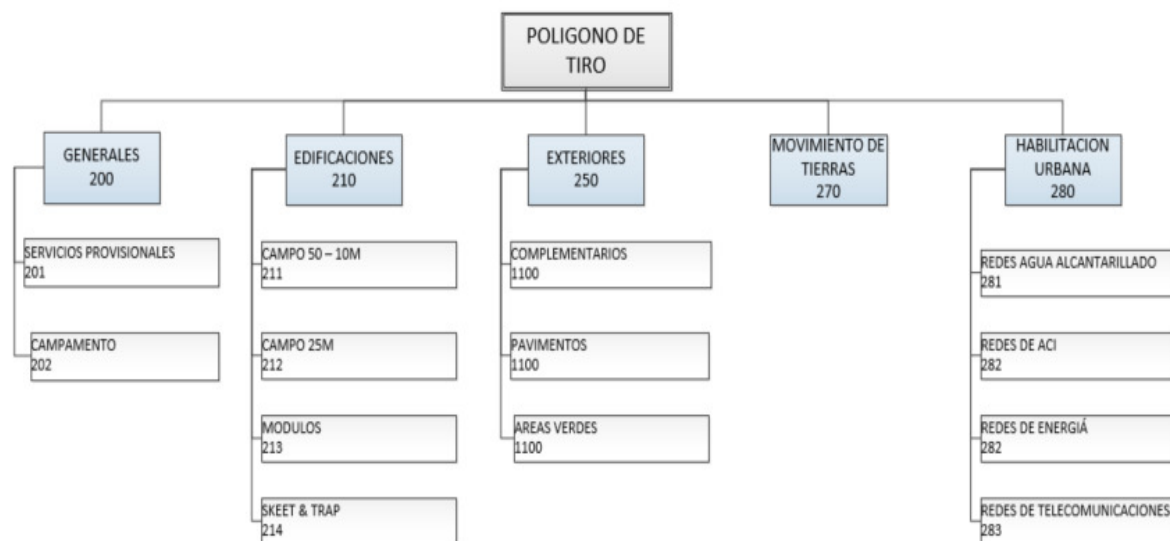 POLIGONO DE
TIRO
GENERALES
200
SERVICIOS PROVISIONALES
201
CAMPAMENTO
202
EDIFICACIONES
210
CAMPO 50 – 10M
211
CAMPO 25M
212
MODULOS
213
SKEET & TRAP
214
EXTERIORES
250
COMPLEMENTARIOS
1100
PAVIMENTOS
1100
AREAS VERDES
1100
MOVIMIENTO DE
TIERRAS
270
HABILITACION
URBANA
280
REDES AGUA ALCANTARILLADO
281
REDES DE ACI
282
REDES DE ENERGIÁ
282
REDES DE TELECOMUNICACIONES
283